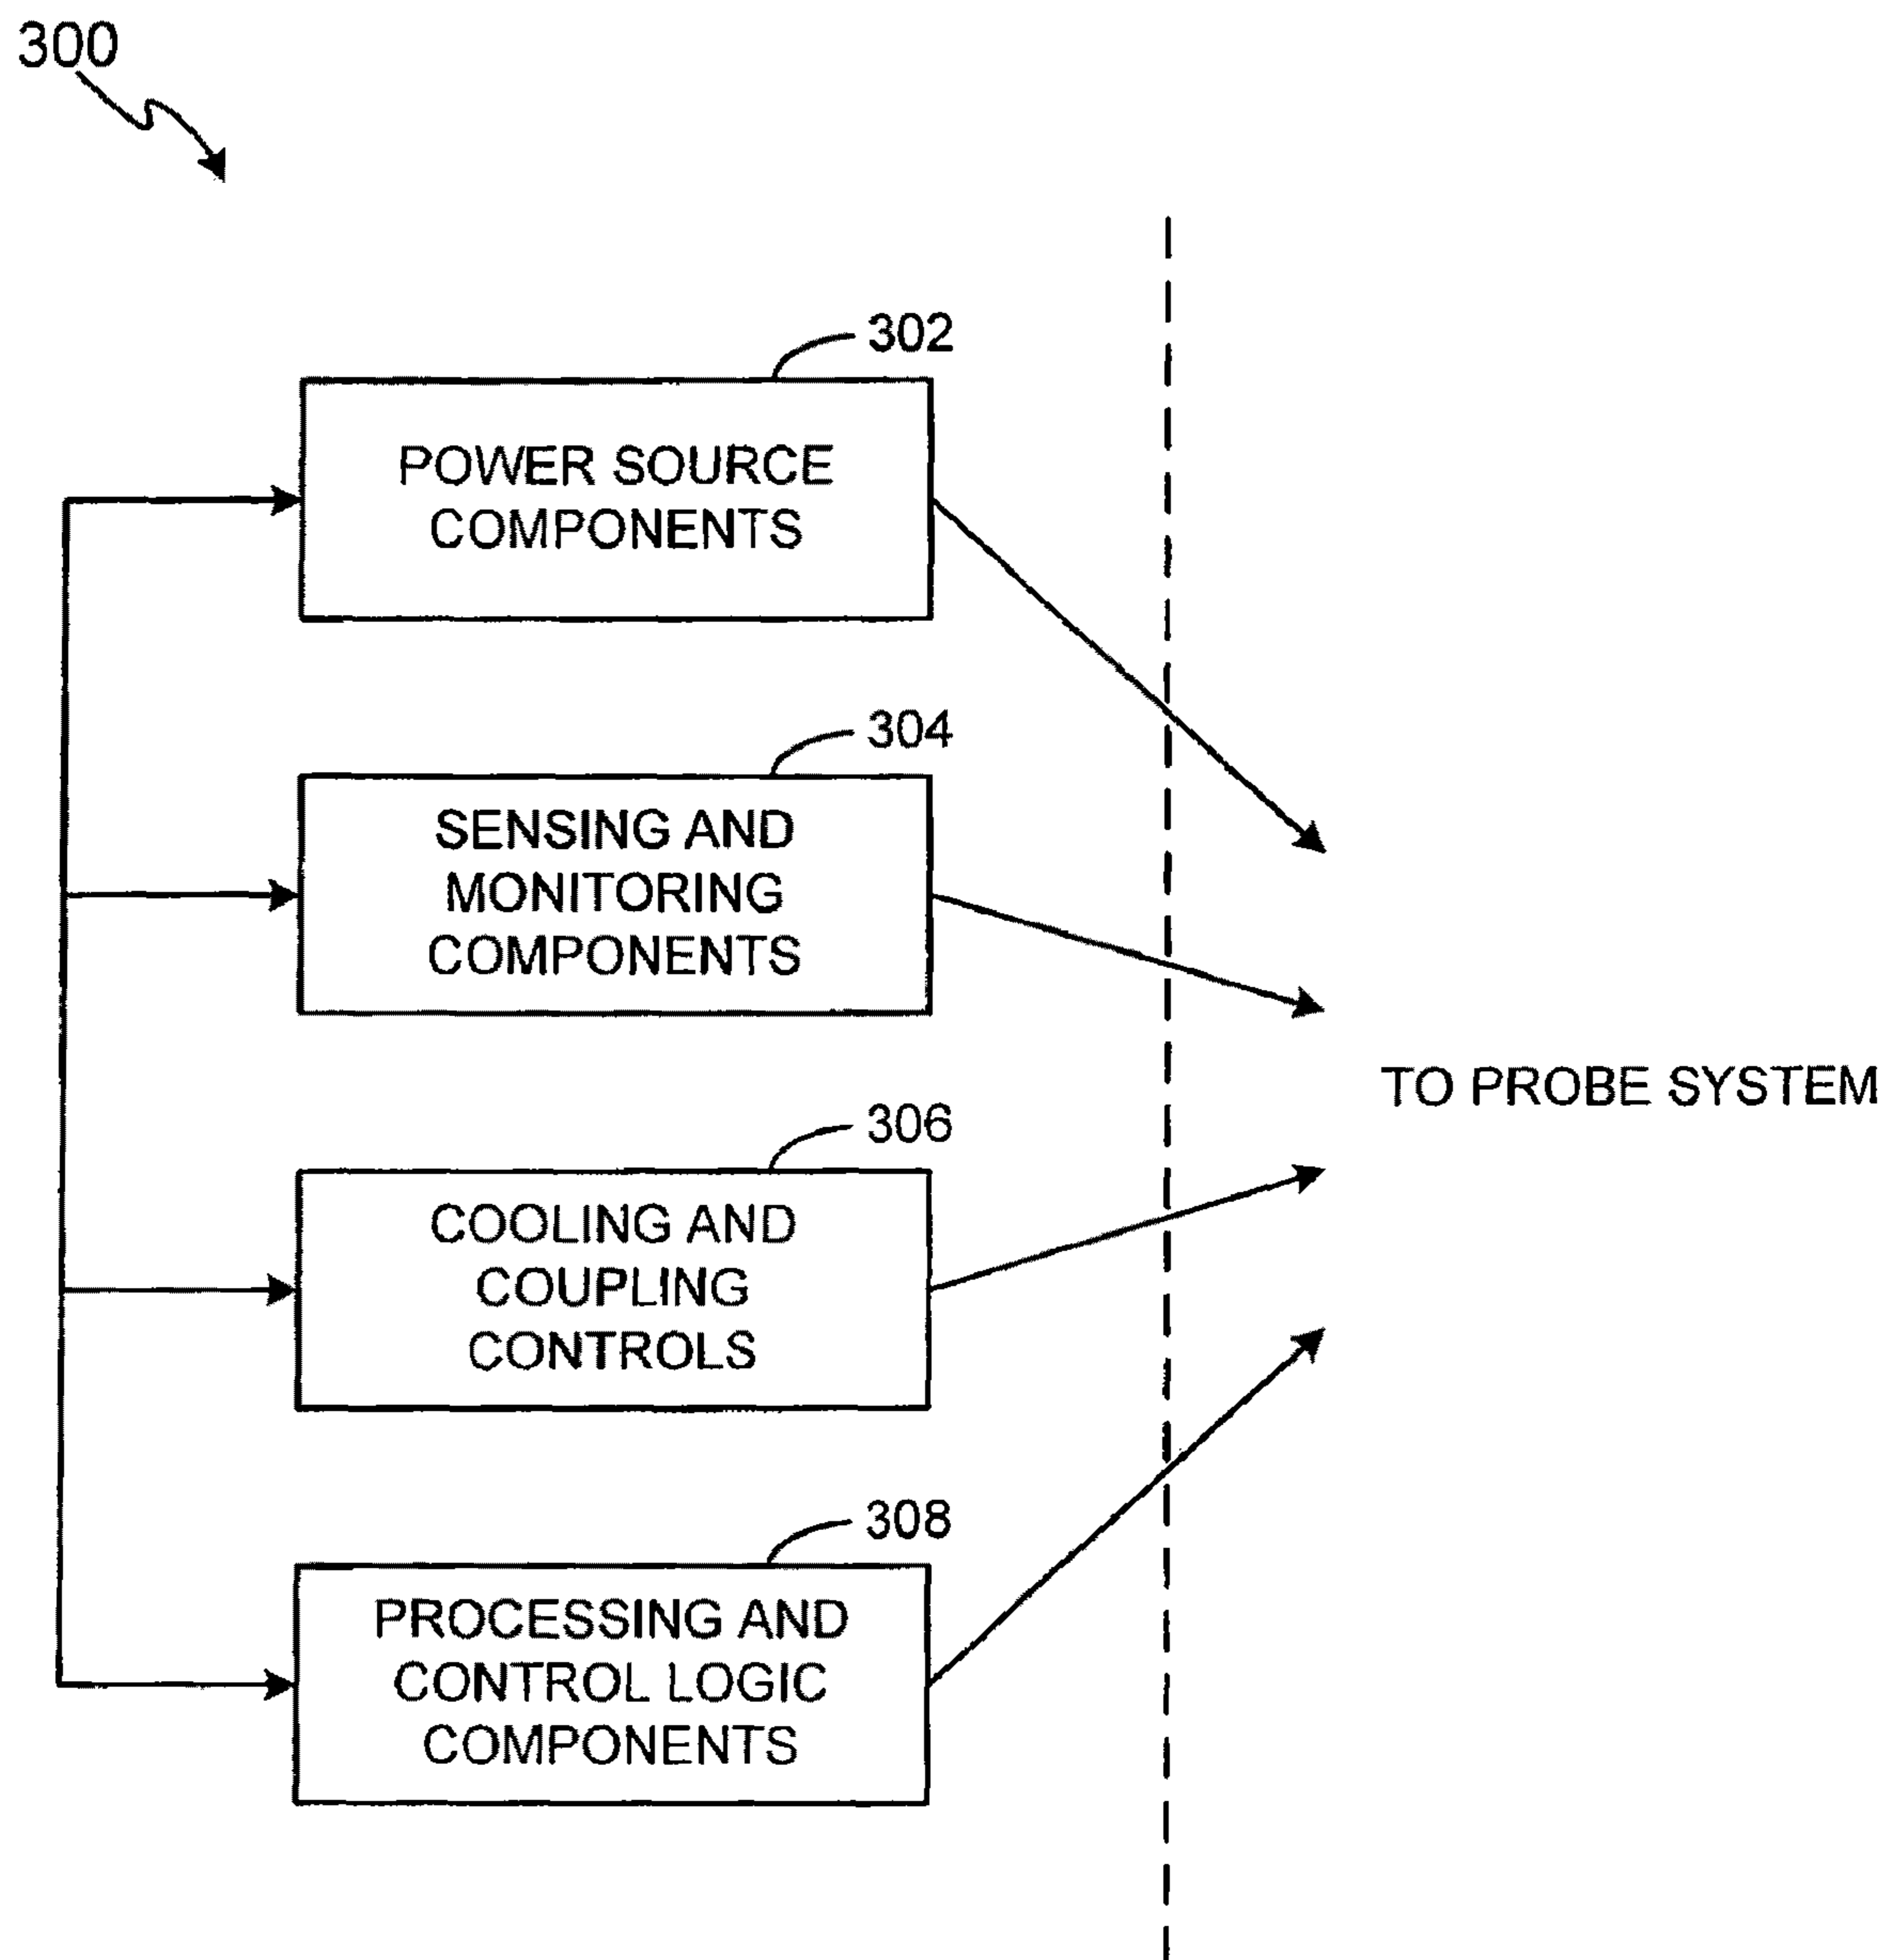 300
302
POWER SOURCE
COMPONENTS
304
SENSING AND
MONITORING
COMPONENTS
TO PROBE SYSTEM
306
COOLING AND
COUPLING
CONTROLS
308
PROCESSING AND
CONTROL LOGIC
COMPONENTS